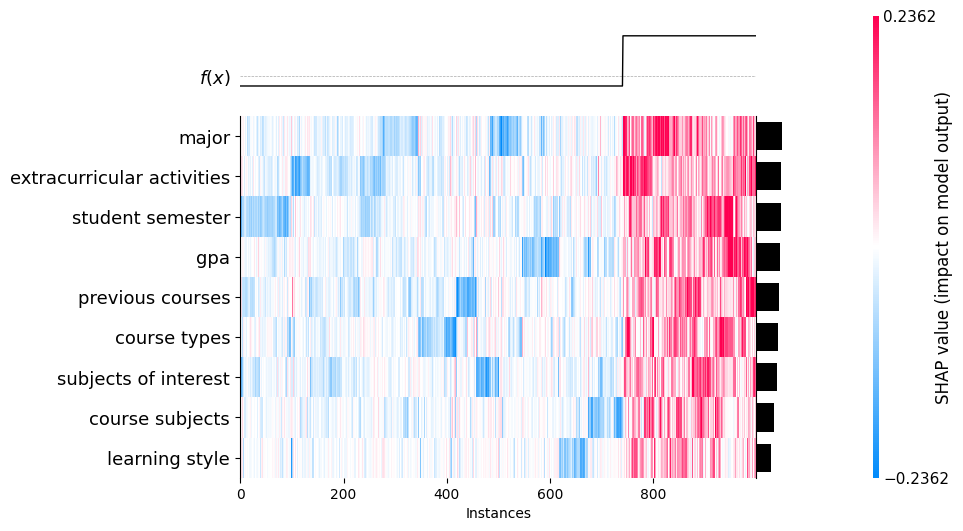 0.2362
f(x)
major
extracurricular activities
student semester
gpa
previous courses
course types
subjects of interest
course subjects
learning style
0 200 400 600 800
Instances
SHAP value (impact on model output)
−0.2362